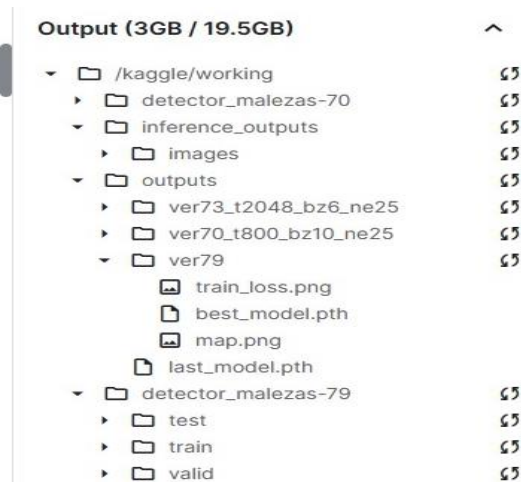 Output (3GB / 19.5GB)
/kaggle/working
detector_malezas-70
inference_outputs
images
outputs
ver73_t2048_bz6_ne25
ver70_t800_bz10_ne25
ver79
train_loss.png
best_model.pth
map.png
last_model.pth
detector_malezas-79
test
train
valid